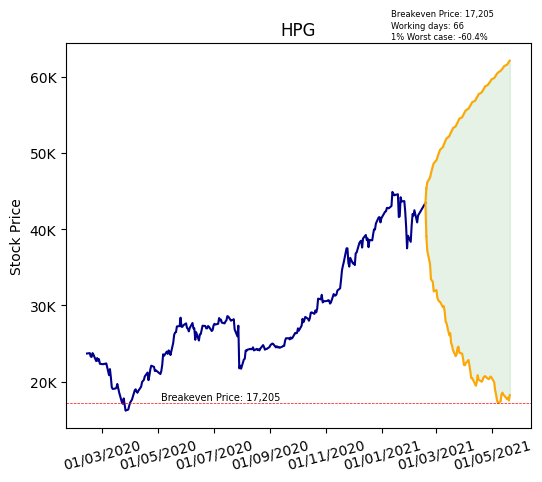 Breakeven Price: 17,205
Working days: 66
1% Worst case: -60.4%
HPG
60K
50K
40K
30K
20K
Stock Price
Breakeven Price: 17,205
01/03/2020
01/05/2020
01/07/2020
01/09/2020
01/11/2020
01/01/2021
01/03/2021
01/05/2021